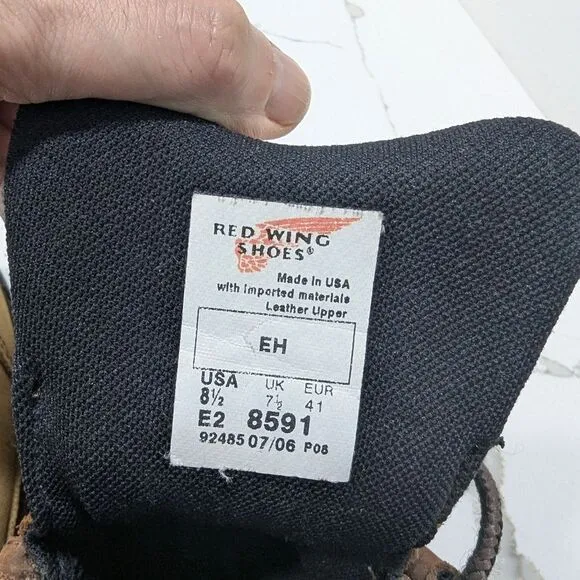 RED WING
SHOES®
Made in USA
with imported materials
Leather Upper
EH
USA UK EUR
8½ 7½ 41
E2 8591
92485 07/06 P08